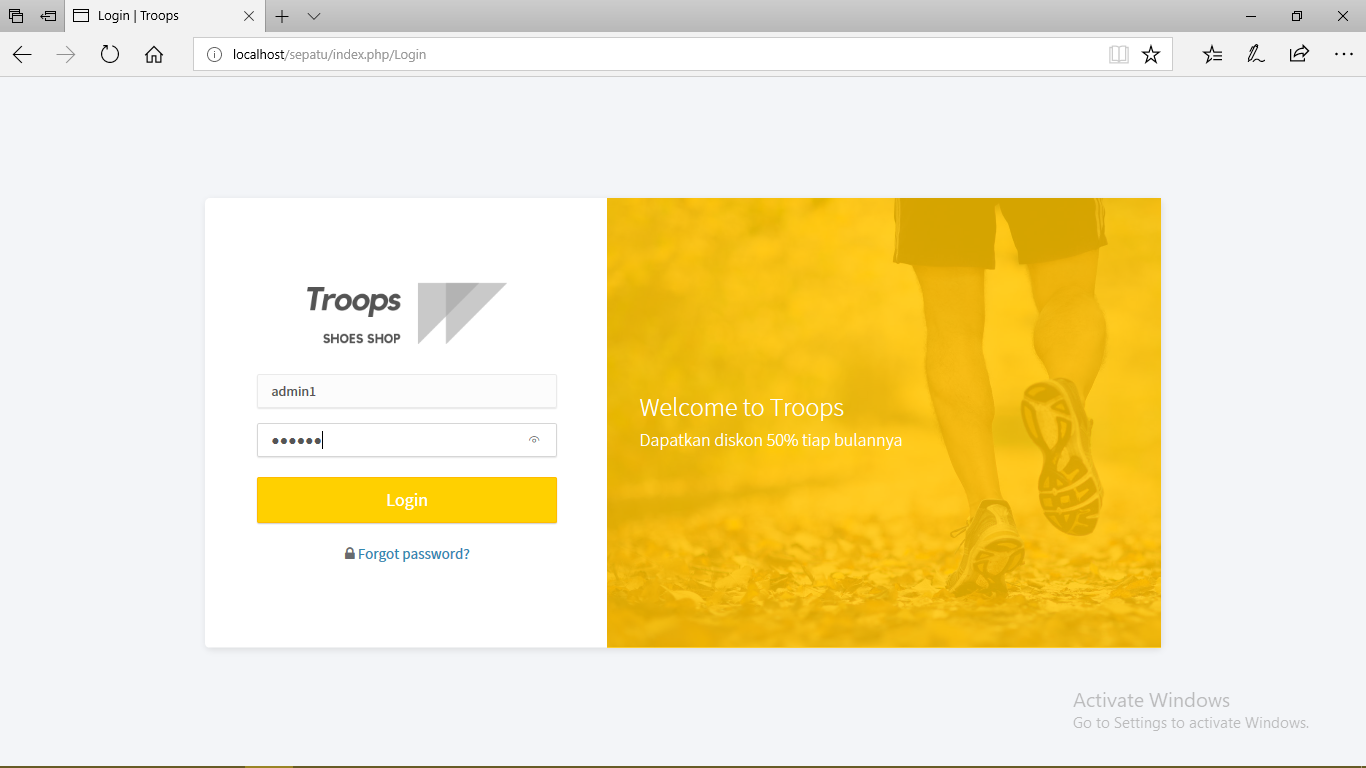 Login | Troops
localhost/sepatu/index.php/Login
Troops
SHOES SHOP
admin1
Login
Forgot password?
Welcome to Troops
Dapatkan diskon 50% tiap bulannya
Activate Windows
Go to Settings to activate Windows.